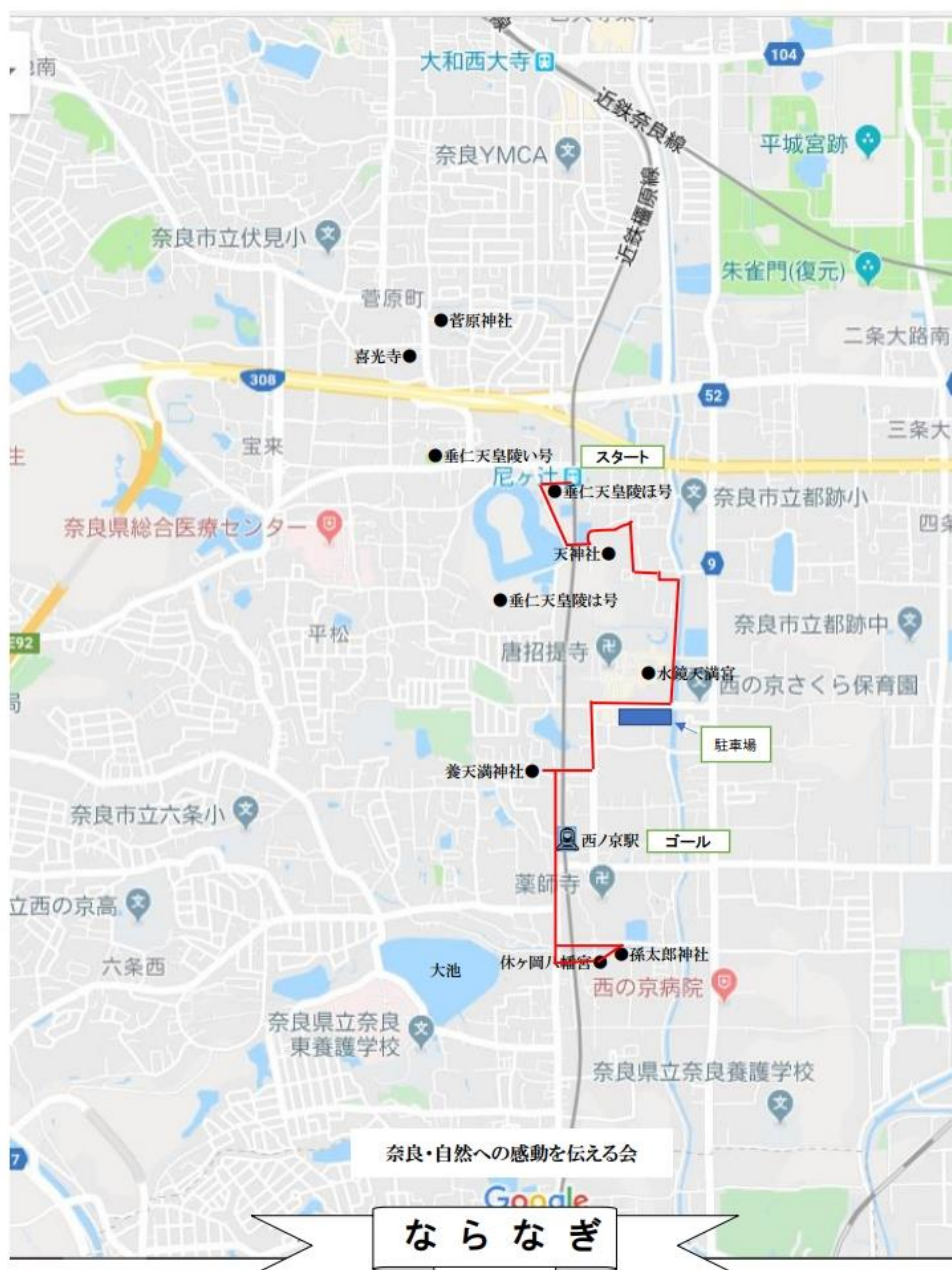 大和西大寺
104
近鉄奈良線
奈良YMCA
平城宮跡
近鉄橿原線
奈良市立伏見小
朱雀門(復元)
菅原町
●菅原神社
二条大路南
喜光寺●
308
52
宝来
三条大
生
●垂仁天皇陵い号
スタート
尼ヶ辻
●垂仁天皇陵ほ号
奈良市立都跡小
奈良県総合医療センター
四条
天神社●
9
●垂仁天皇陵は号
平松
奈良市立都跡中
E92
唐招提寺
●水鏡天満宮
西の京さくら保育園
局
駐車場
養天満神社●
奈良市立六条小
西ノ京駅
ゴール
薬師寺
立西の京高
六条西
大池
休ヶ岡八幡宮●
●孫太郎神社
西の京病院
奈良県立奈良
東養護学校
奈良県立奈良養護学校
7
奈良・自然への感動を伝える会
Google
ならなぎ